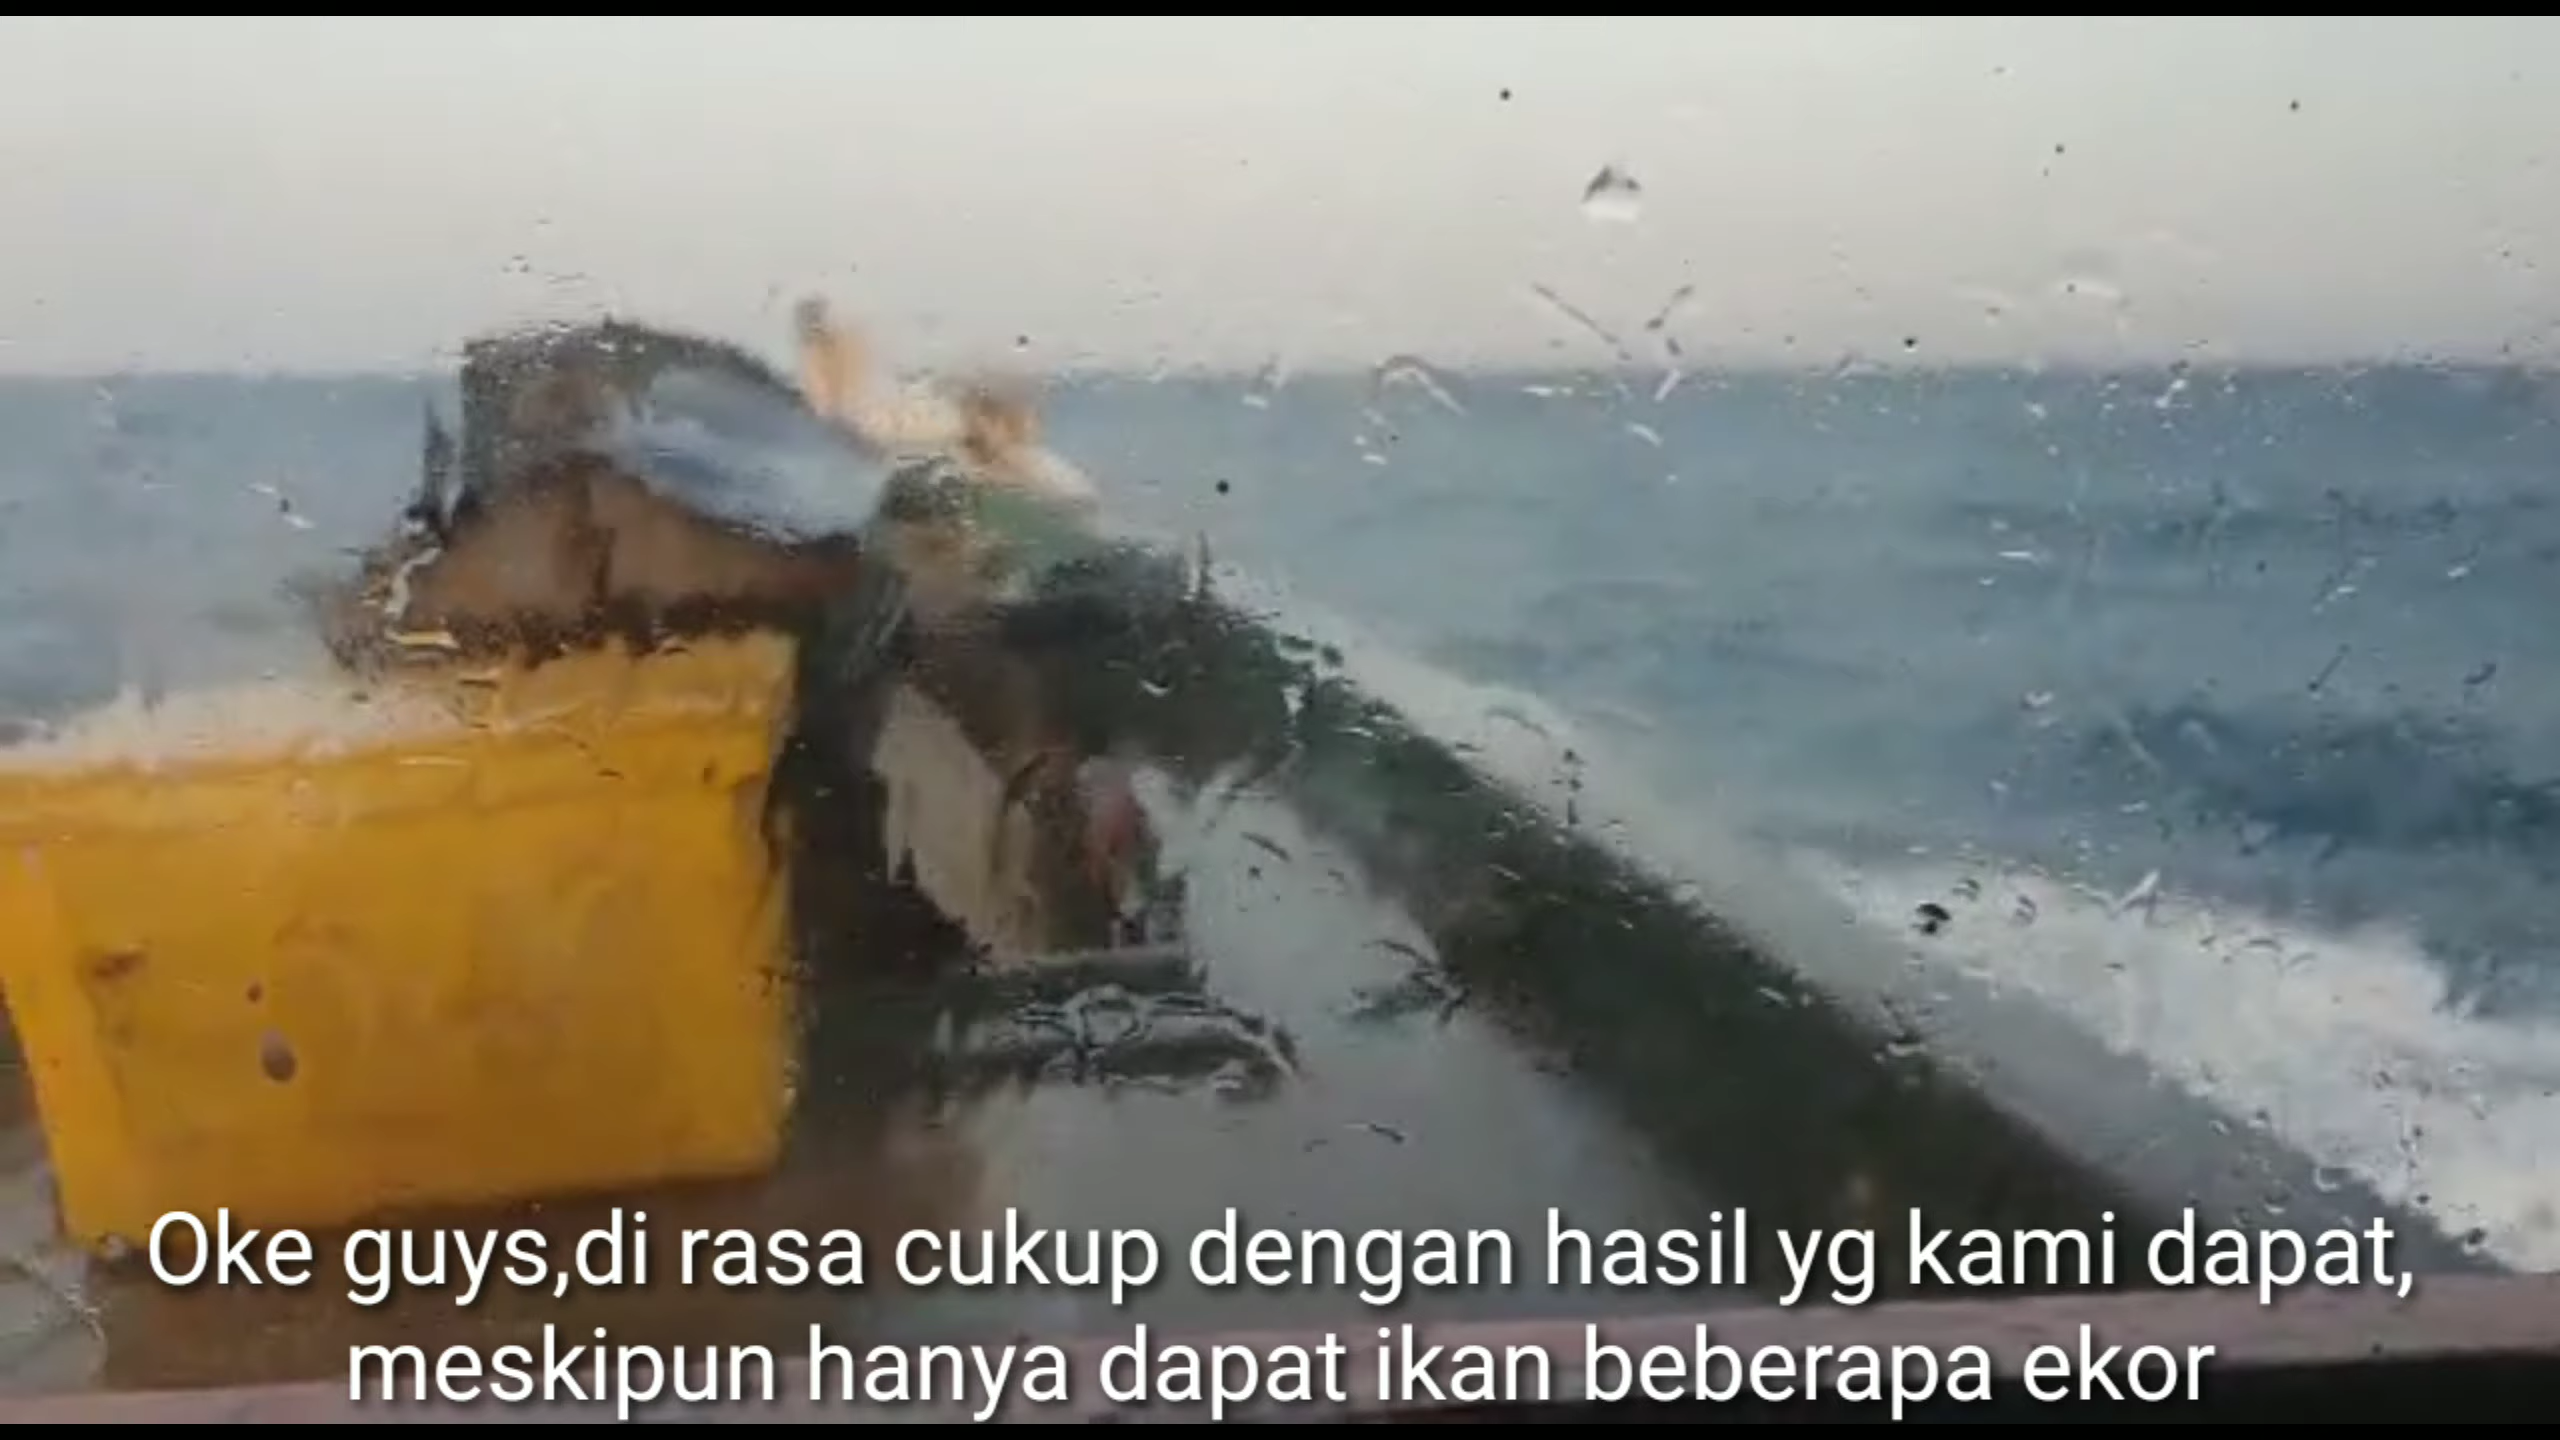 Oke guys,di rasa cukup dengan hasil yg kami dapat,
meskipun hanya dapat ikan beberapa ekor